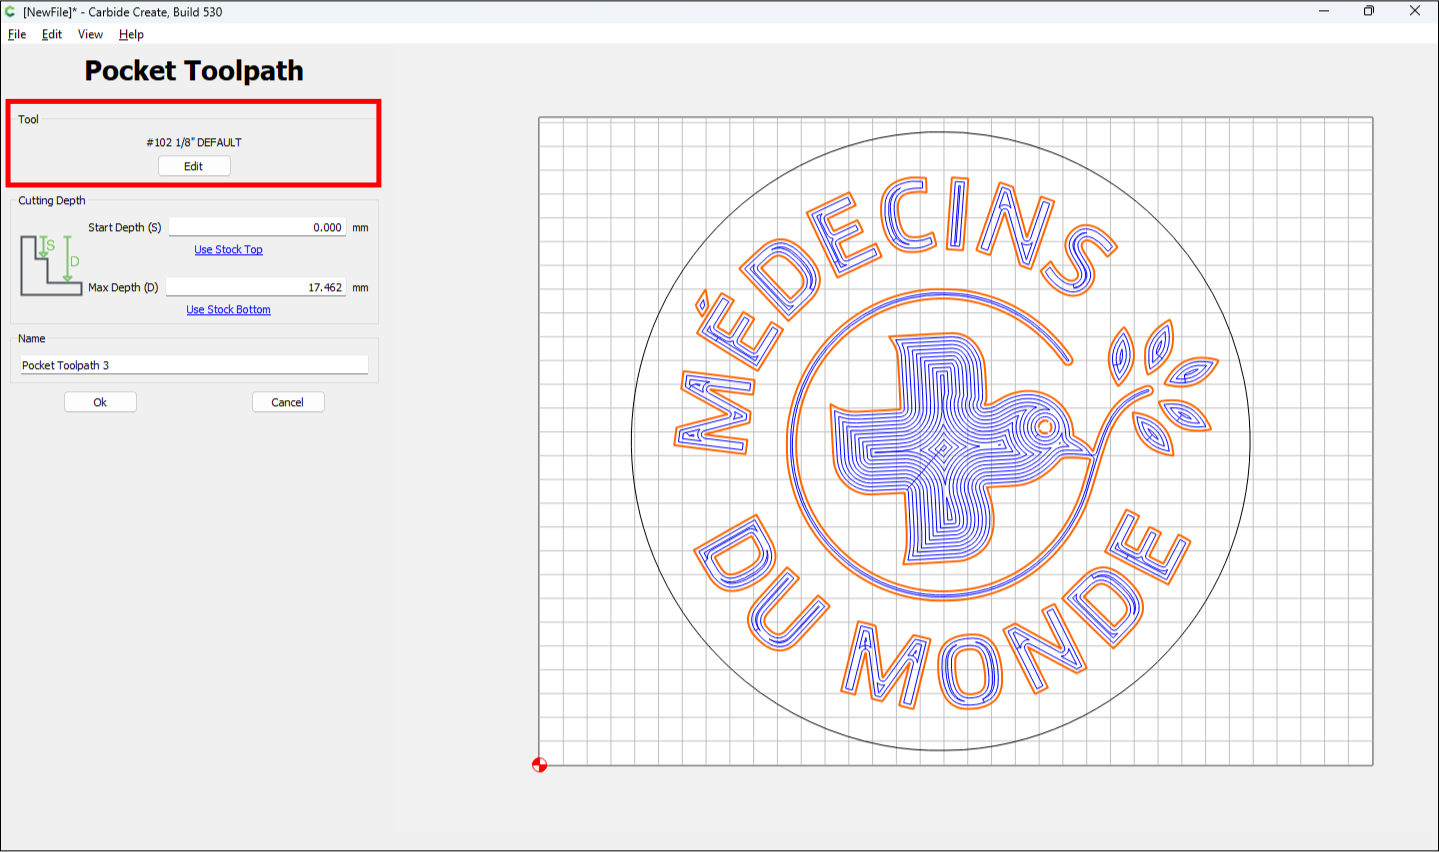 [NewFile]* - Carbide Create, Build 530
File Edit View Help
Pocket Toolpath
Tool
#102 1/8" DEFAULT
Edit
Cutting Depth
Start Depth (S) 0.000 mm
Use Stock Top
S
D
Max Depth (D) 17.462 mm
Use Stock Bottom
Name
Pocket Toolpath 3
Ok Cancel
MÉDECINS
DU MONDE